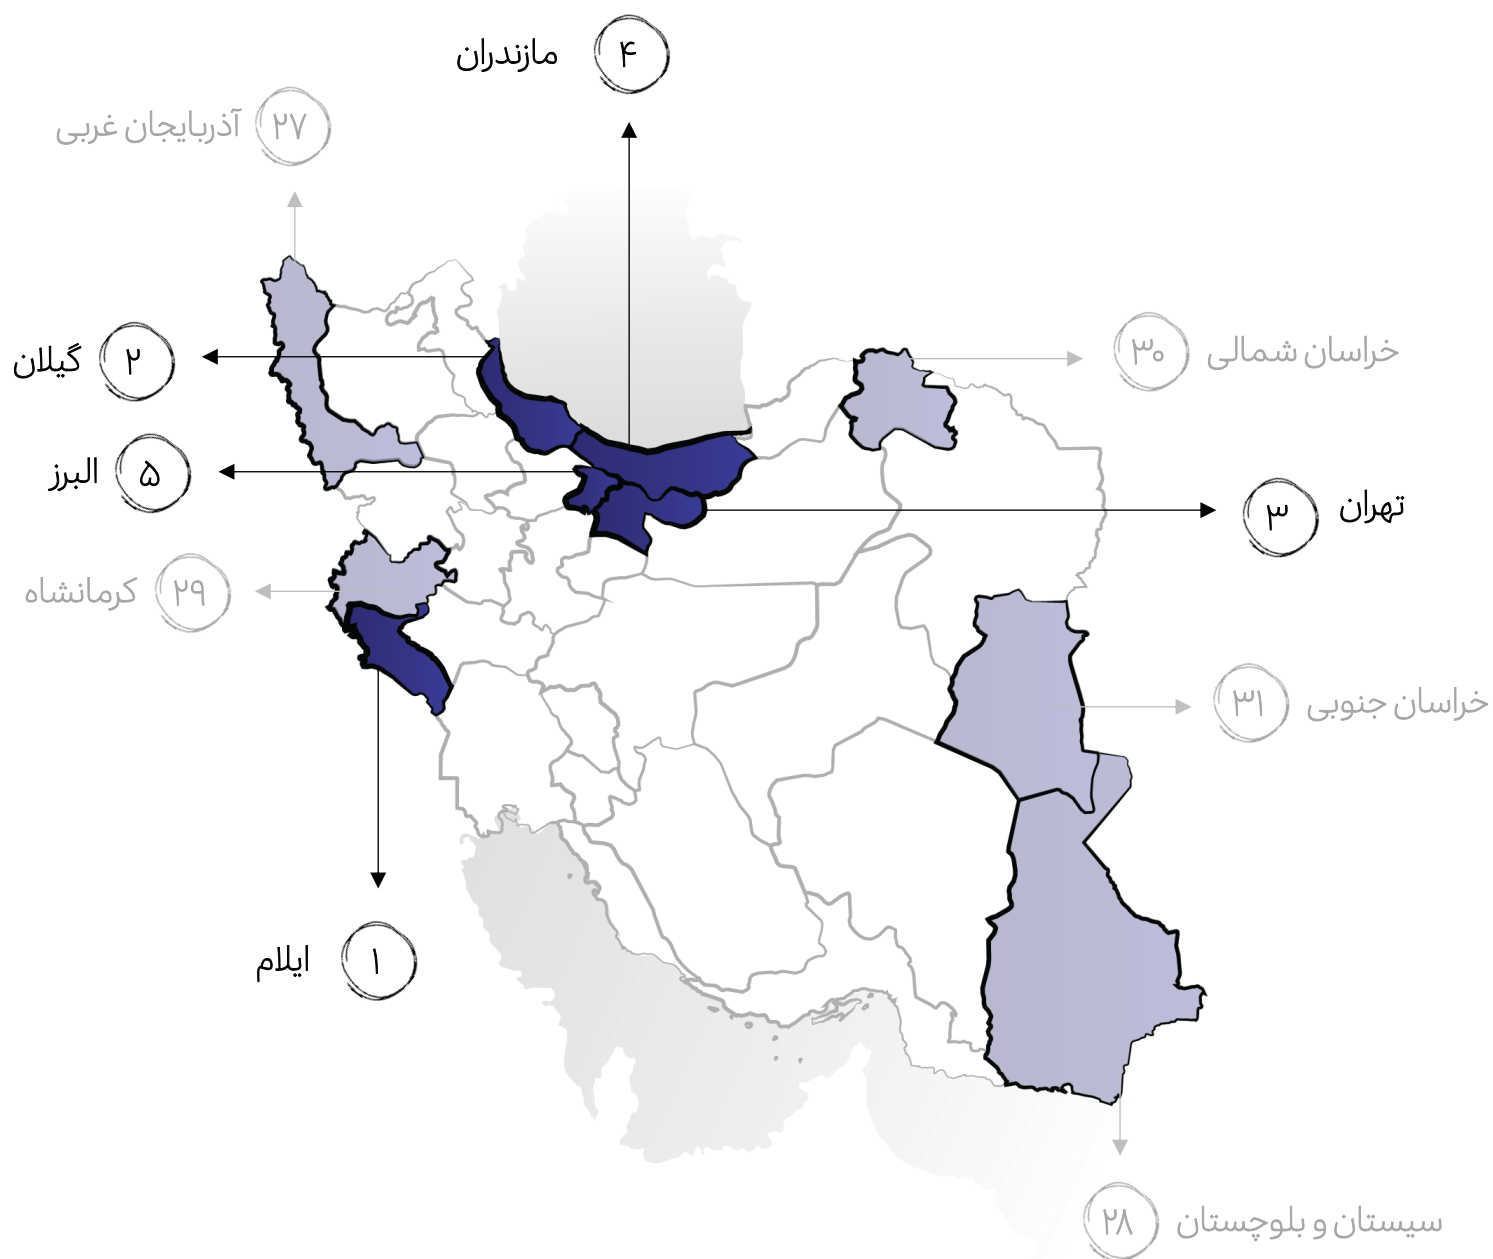 مازندران ۴
آذربایجان غربی ۲۷
خراسان شمالی ۳۰
گیلان ۲
البرز ۵
تهران ۳
کرمانشاه ۲۹
خراسان جنوبی ۳۱
ایلام ۱
سیستان و بلوچستان ۲۸